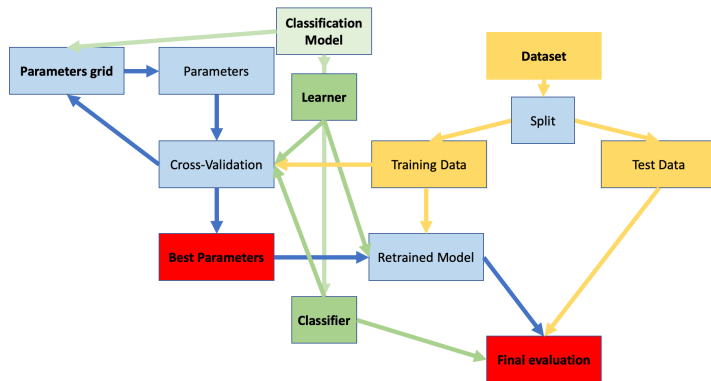 Classification
Model
Parameters grid
Parameters
Dataset
Learner
Split
Cross-Validation
Training Data
Test Data
Best Parameters
Retrained Model
Classifier
Final evaluation